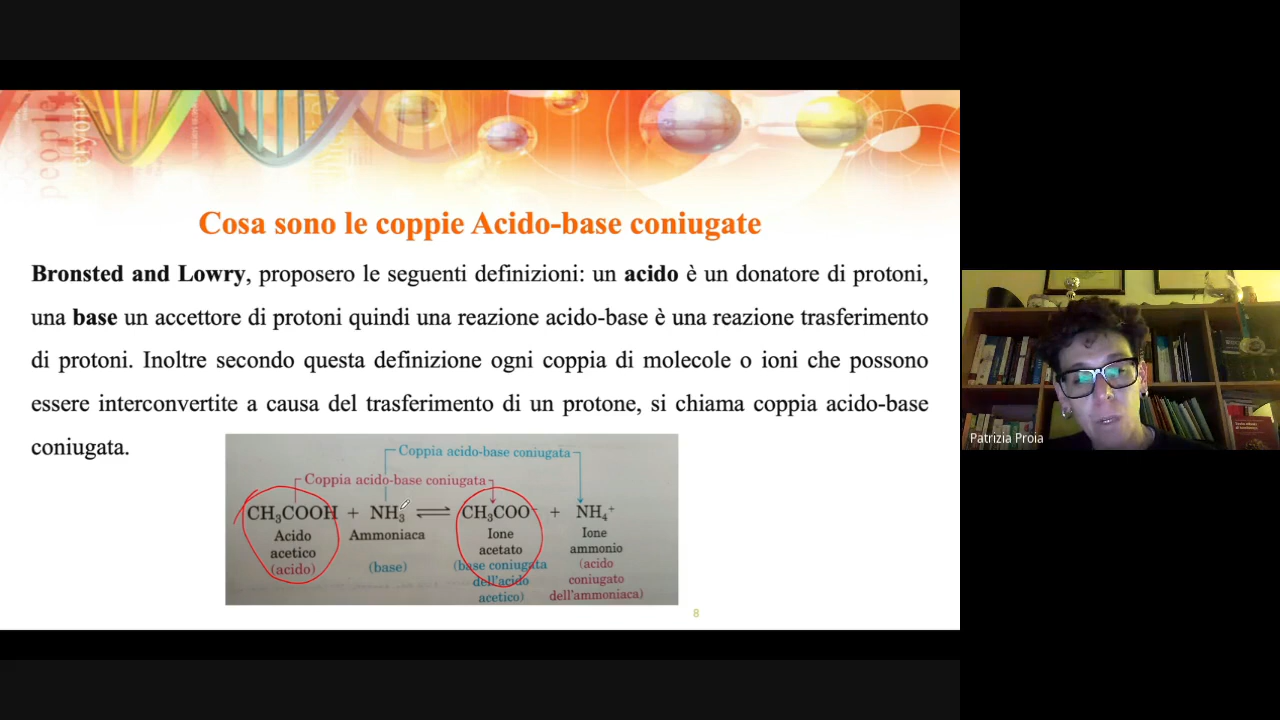 people
eryon
Cosa sono le coppie Acido-base coniugate
Bronsted and Lowry, proposero le seguenti definizioni: un acido è un donatore di protoni,
una base un accettore di protoni quindi una reazione acido-base è una reazione trasferimento
di protoni. Inoltre secondo questa definizione ogni coppia di molecole o ioni che possono
essere interconvertite a causa del trasferimento di un protone, si chiama coppia acido-base
coniugata.
Coppia acido-base coniugata
Coppia acido-base coniugata
CH₃COOH + NH₃ ⇌ CH₃COO⁻ + NH₄⁺
Acido acetico (acido)
Ammoniaca (base)
Ione acetato (base coniugata dell'acido acetico)
Ione ammonio (acido coniugato dell'ammoniaca)
8
Patrizia Proia